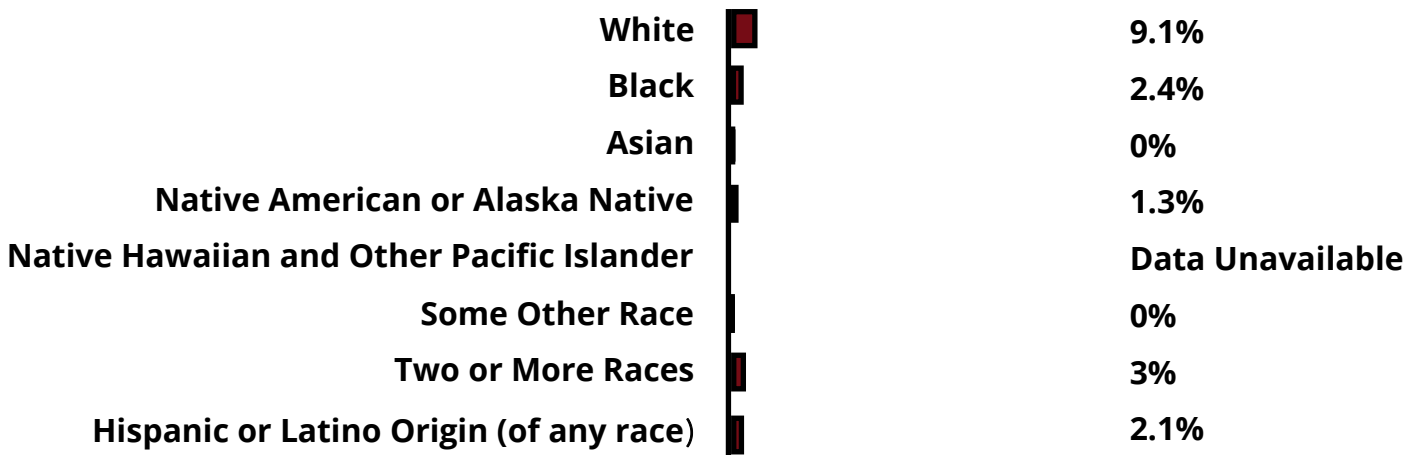 White 9.1%
Black 2.4%
Asian 0%
Native American or Alaska Native 1.3%
Native Hawaiian and Other Pacific Islander Data Unavailable
Some Other Race 0%
Two or More Races 3%
Hispanic or Latino Origin (of any race) 2.1%